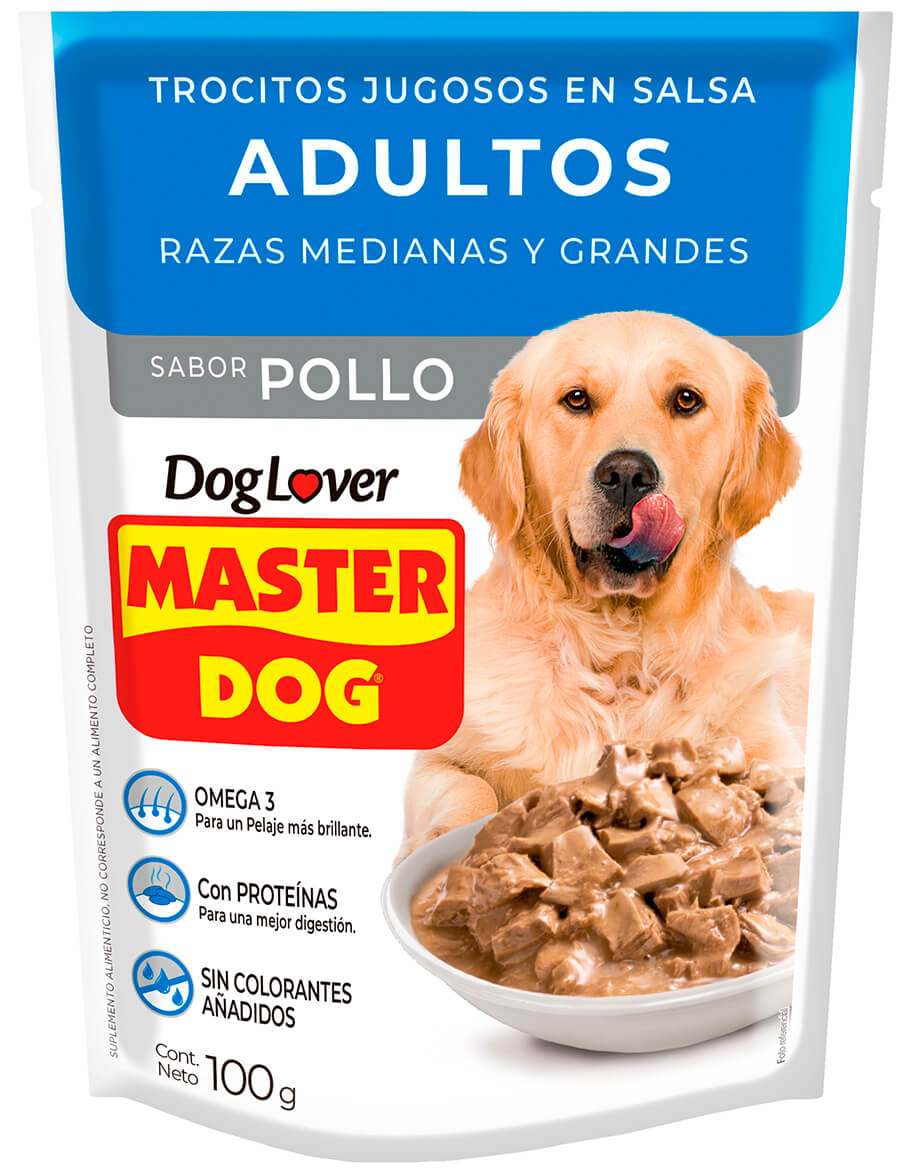 TROCITOS JUGOSOS EN SALSA
ADULTOS
RAZAS MEDIANAS Y GRANDES
SABOR POLLO
DogLover
MASTER
DOG®
OMEGA 3
Para un Pelaje más brillante.
Con PROTEÍNAS
Para una mejor digestión.
SIN COLORANTES
AÑADIDOS
Cont.
Neto 100 g
SUPLEMENTO ALIMENTICIO, NO CORRESPONDE A UN ALIMENTO COMPLETO
Foto referencial